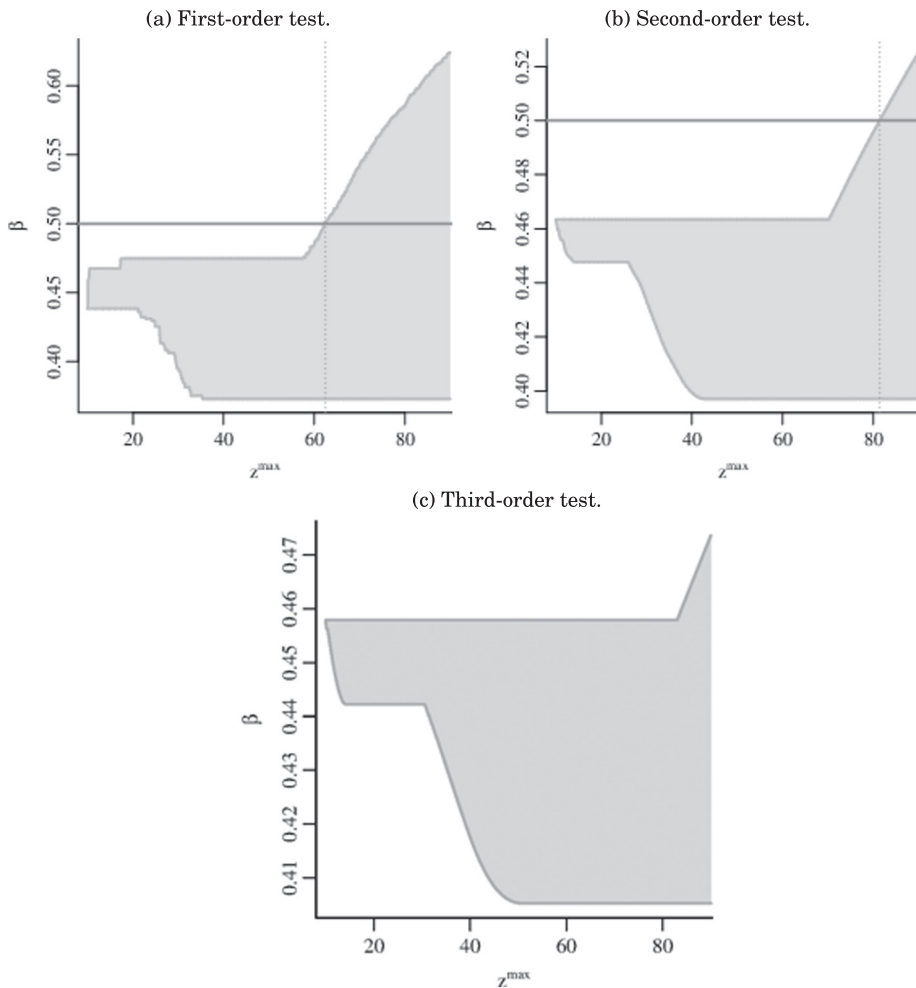 (a) First-order test.
0.60
0.55
0.50
0.45
0.40
β
20 40 60 80
z^max
(b) Second-order test.
0.52
0.50
0.48
0.46
0.44
0.42
0.40
β
20 40 60 80
z^max
(c) Third-order test.
0.47
0.46
0.45
0.44
0.43
0.42
0.41
β
20 40 60 80
z^max